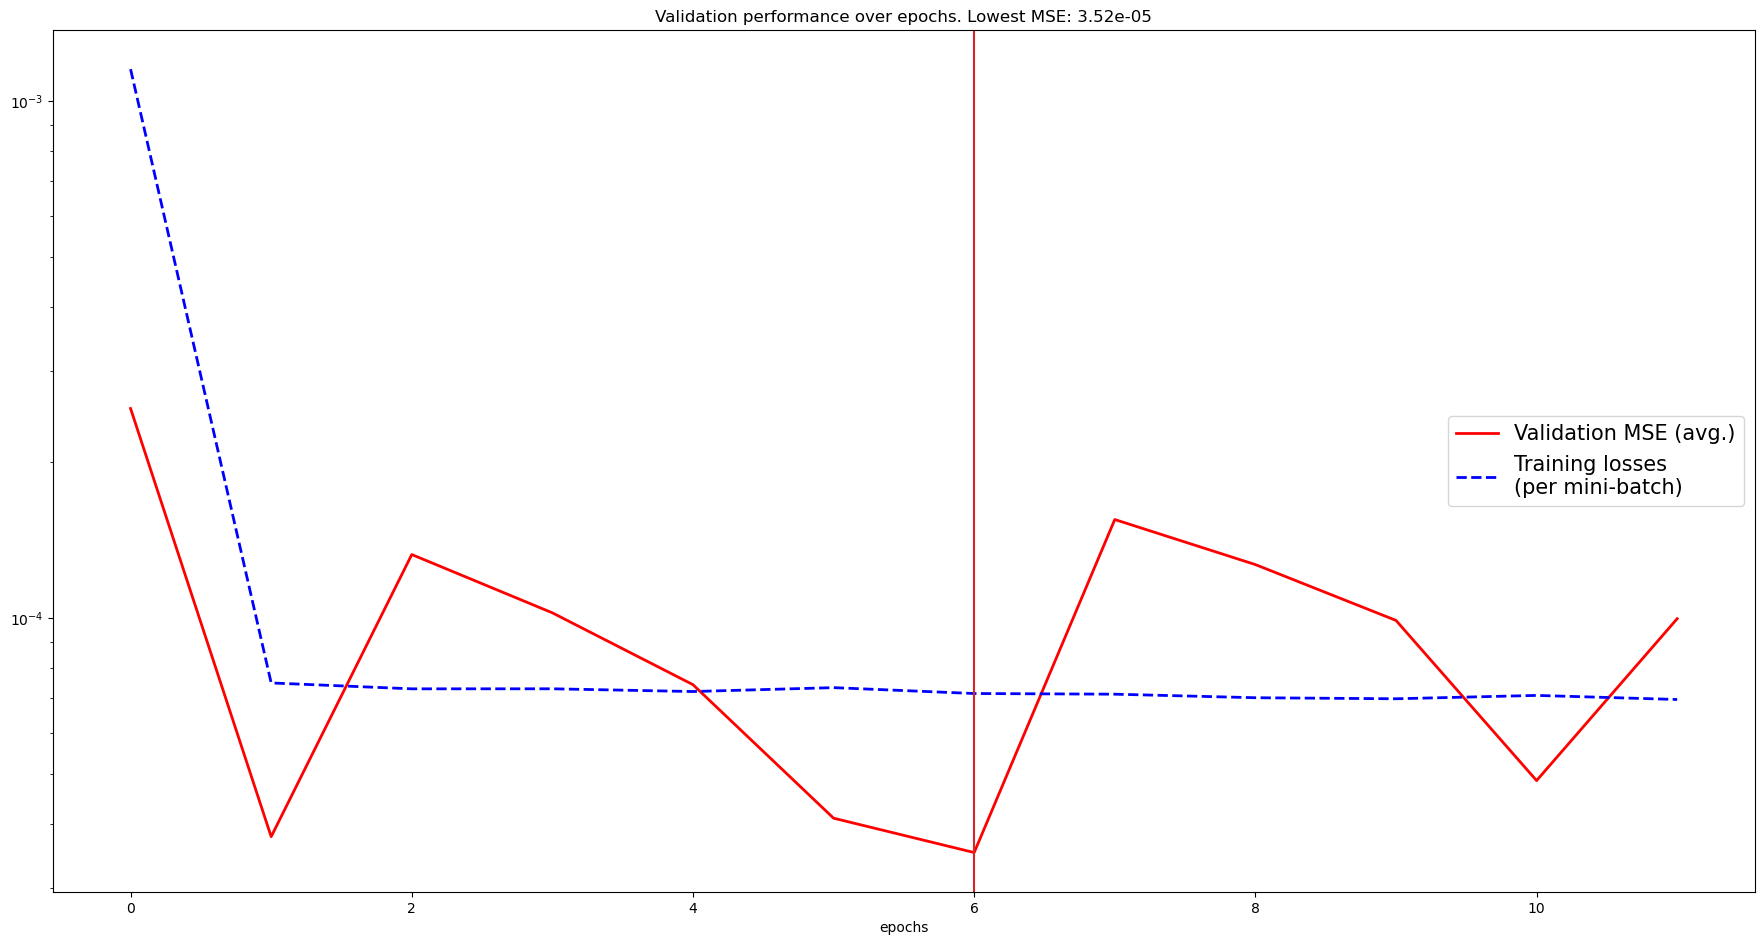 Validation performance over epochs. Lowest MSE: 3.52e-05
10⁻³
10⁻⁴
Validation MSE (avg.)
Training losses
(per mini-batch)
0 2 4 6 8 10
epochs